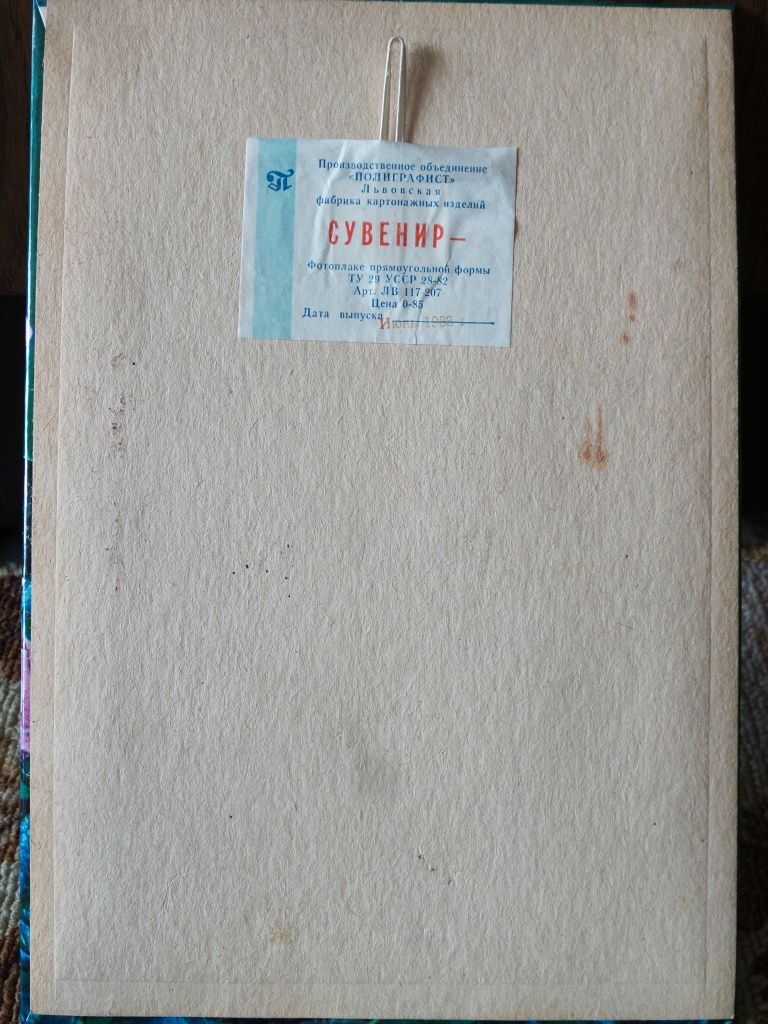 П
Производственное объединение
«ПОЛИГРАФИСТ»
Львовская
фабрика картонажных изделий
СУВЕНИР—
Фотоплаке прямоугольной формы
ТУ 29 УССР 28-82
Арт. ЛВ 117-207
Цена 0-85
Дата выпуска